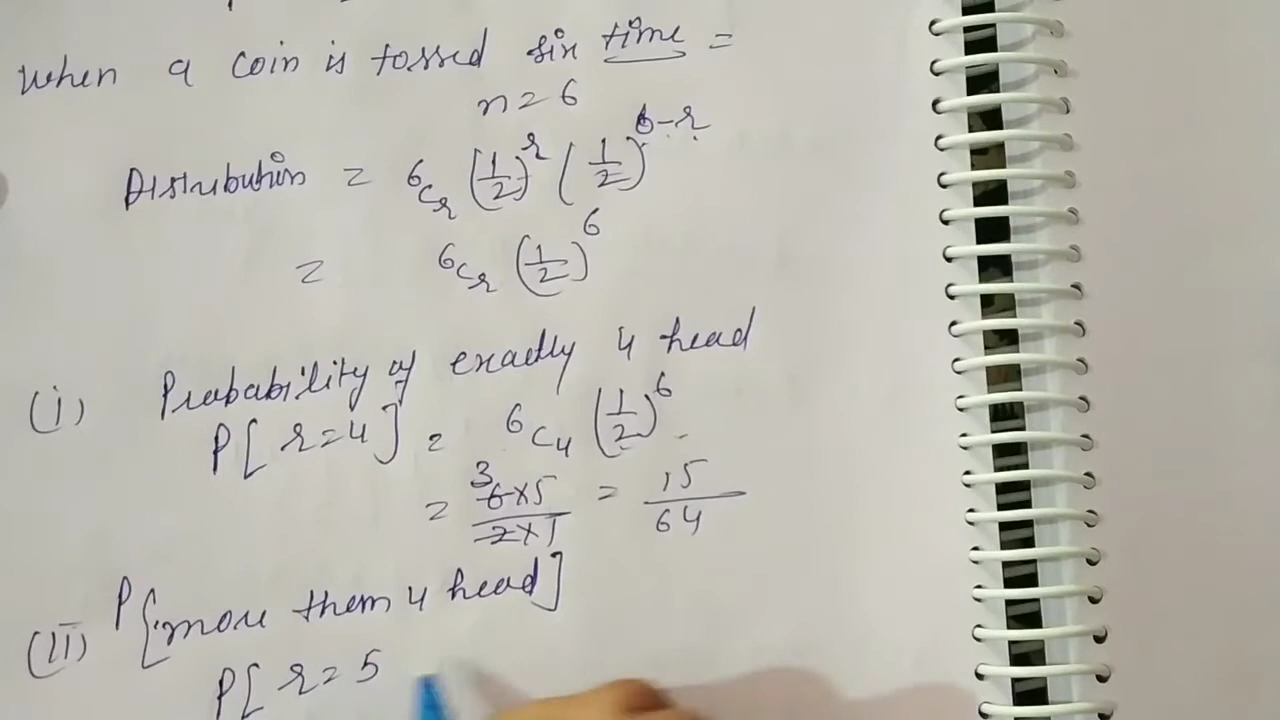 When a coin is tossed six time =
n = 6
Distribution = ⁶Cᵣ (1/2)ʳ (1/2)⁶⁻ʳ
= ⁶Cᵣ (1/2)⁶
(i) Probability of exactly 4 head
P[r=4] = ⁶C₄ (1/2)⁶
= 3 6×5/2×1 = 15/64
(ii) P[more them 4 head]
P[r=5